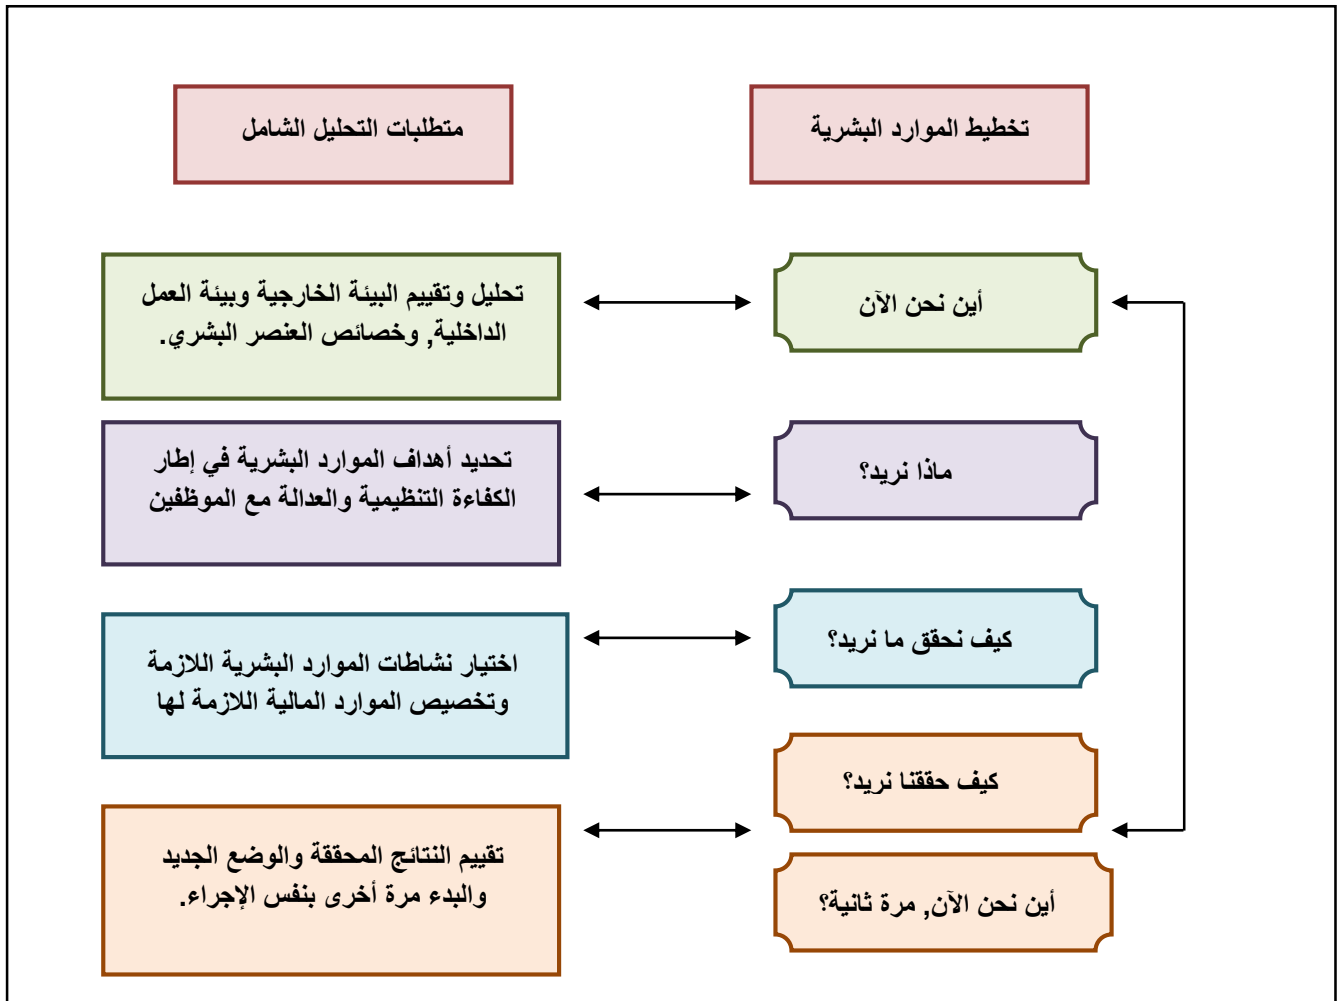 تخطيط الموارد البشرية
متطلبات التحليل الشامل
أين نحن الآن
تحليل وتقييم البيئة الخارجية وبيئة العمل
الداخلية, وخصائص العنصر البشري.
ماذا نريد؟
تحديد أهداف الموارد البشرية في إطار
الكفاءة التنظيمية والعدالة مع الموظفين
كيف نحقق ما نريد؟
اختيار نشاطات الموارد البشرية اللازمة
وتخصيص الموارد المالية اللازمة لها
كيف حققنا نريد؟
أين نحن الآن, مرة ثانية؟
تقييم النتائج المحققة والوضع الجديد
والبدء مرة أخرى بنفس الإجراء.